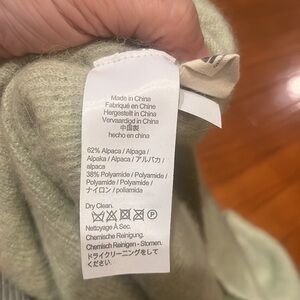 Made in China
Fabriqué en Chine
Hergestellt in China
Vervaardigd in China
中国製
hecho en china
62% Alpaca / Alpaga /
Alpaka / Alpaca / アルパカ /
alpaca
38% Polyamide / Polyamide /
Polyamide / Polyamide /
ナイロン / poliamida
Dry Clean.
P
Nettoyage À Sec.
Chemische Reinigung.
Chemisch Reinigen - Stomen.
ドライクリーニングをして
ください.